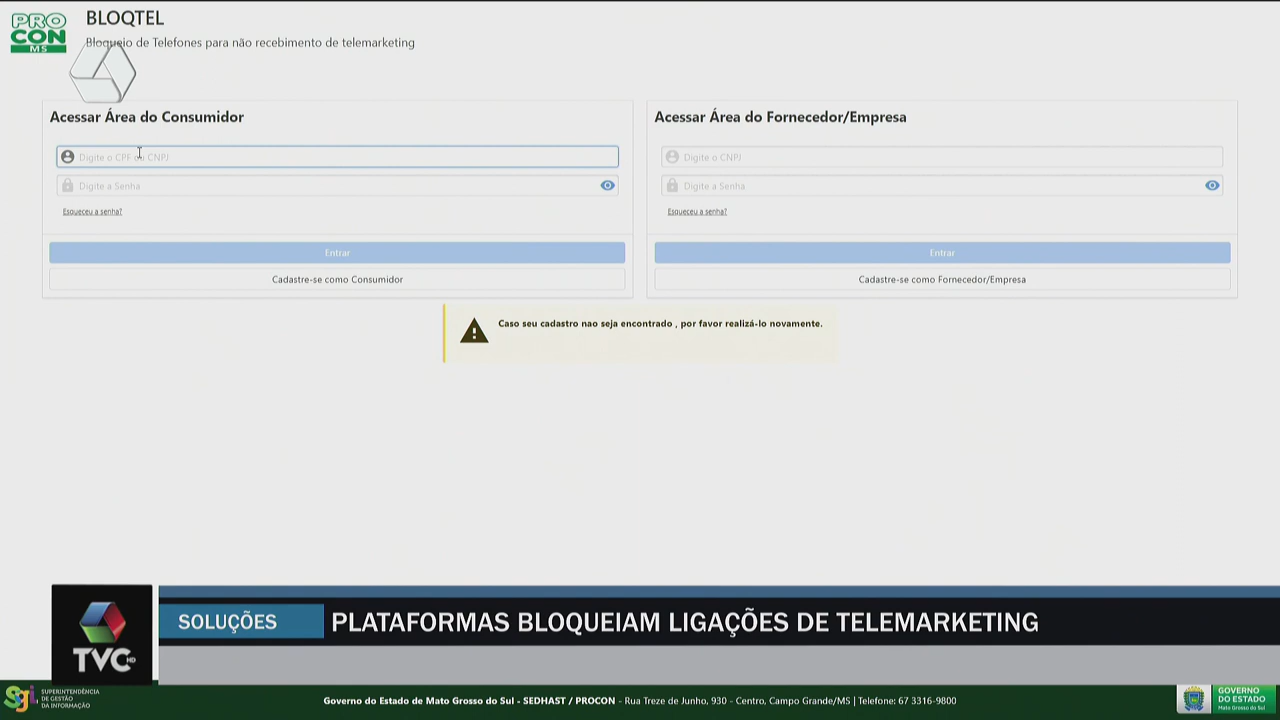 PRO
CON
MS
BLOQTEL
Bloqueio de Telefones para não recebimento de telemarketing
Acessar Área do Consumidor
Digite o CPF ou CNPJ
Digite a Senha
Esqueceu a senha?
Entrar
Cadastre-se como Consumidor
Acessar Área do Fornecedor/Empresa
Digite o CNPJ
Digite a Senha
Esqueceu a senha?
Entrar
Cadastre-se como Fornecedor/Empresa
Caso seu cadastro nao seja encontrado , por favor realizá-lo novamente.
SOLUÇÕES
PLATAFORMAS BLOQUEIAM LIGAÇÕES DE TELEMARKETING
TVC HD
Sgi
SUPERINTENDÊNCIA
DE GESTÃO
DA INFORMAÇÃO
Governo do Estado de Mato Grosso do Sul - SEDHAST / PROCON - Rua Treze de Junho, 930 - Centro, Campo Grande/MS | Telefone: 67 3316-9800
GOVERNO
DO ESTADO
Mato Grosso do Sul